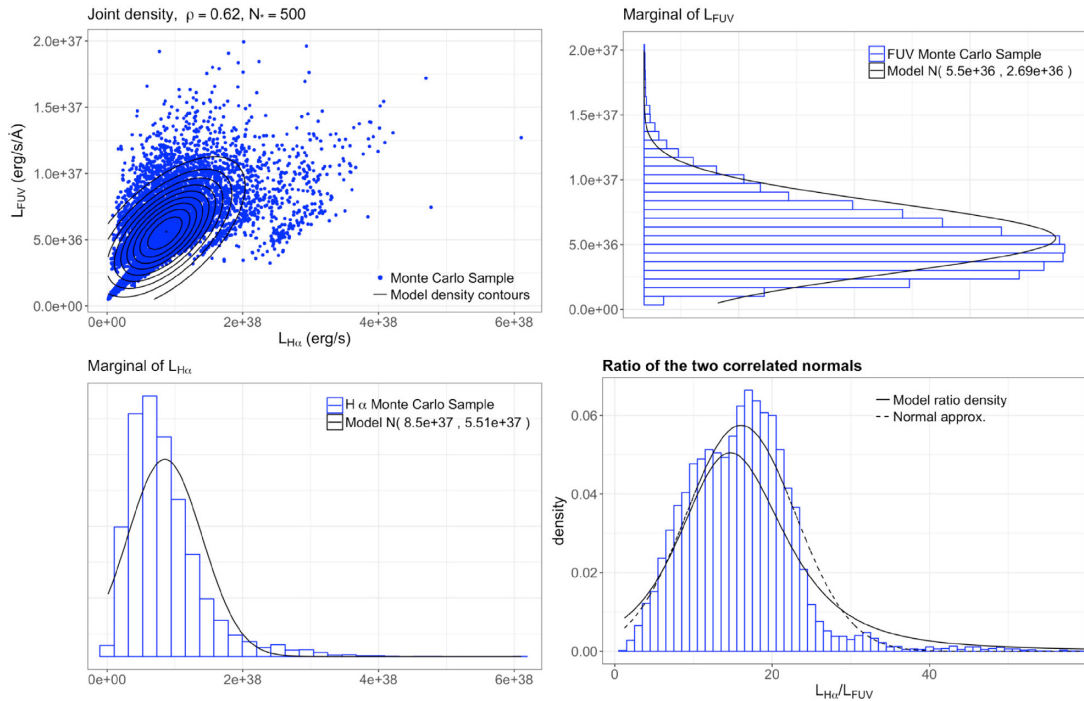 Joint density, ρ = 0.62, N* = 500
2.0e+37
1.5e+37
1.0e+37
5.0e+36
0.0e+00
L_FUV (erg/s/Å)
Monte Carlo Sample
Model density contours
0e+00 2e+38 4e+38 6e+38
L_Hα (erg/s)
Marginal of L_FUV
2.0e+37
1.5e+37
1.0e+37
5.0e+36
0.0e+00
FUV Monte Carlo Sample
Model N( 5.5e+36 , 2.69e+36 )
Marginal of L_Hα
H α Monte Carlo Sample
Model N( 8.5e+37 , 5.51e+37 )
0e+00 2e+38 4e+38 6e+38
Ratio of the two correlated normals
0.06
0.04
0.02
0.00
density
Model ratio density
Normal approx.
0 20 40
L_Hα/L_FUV